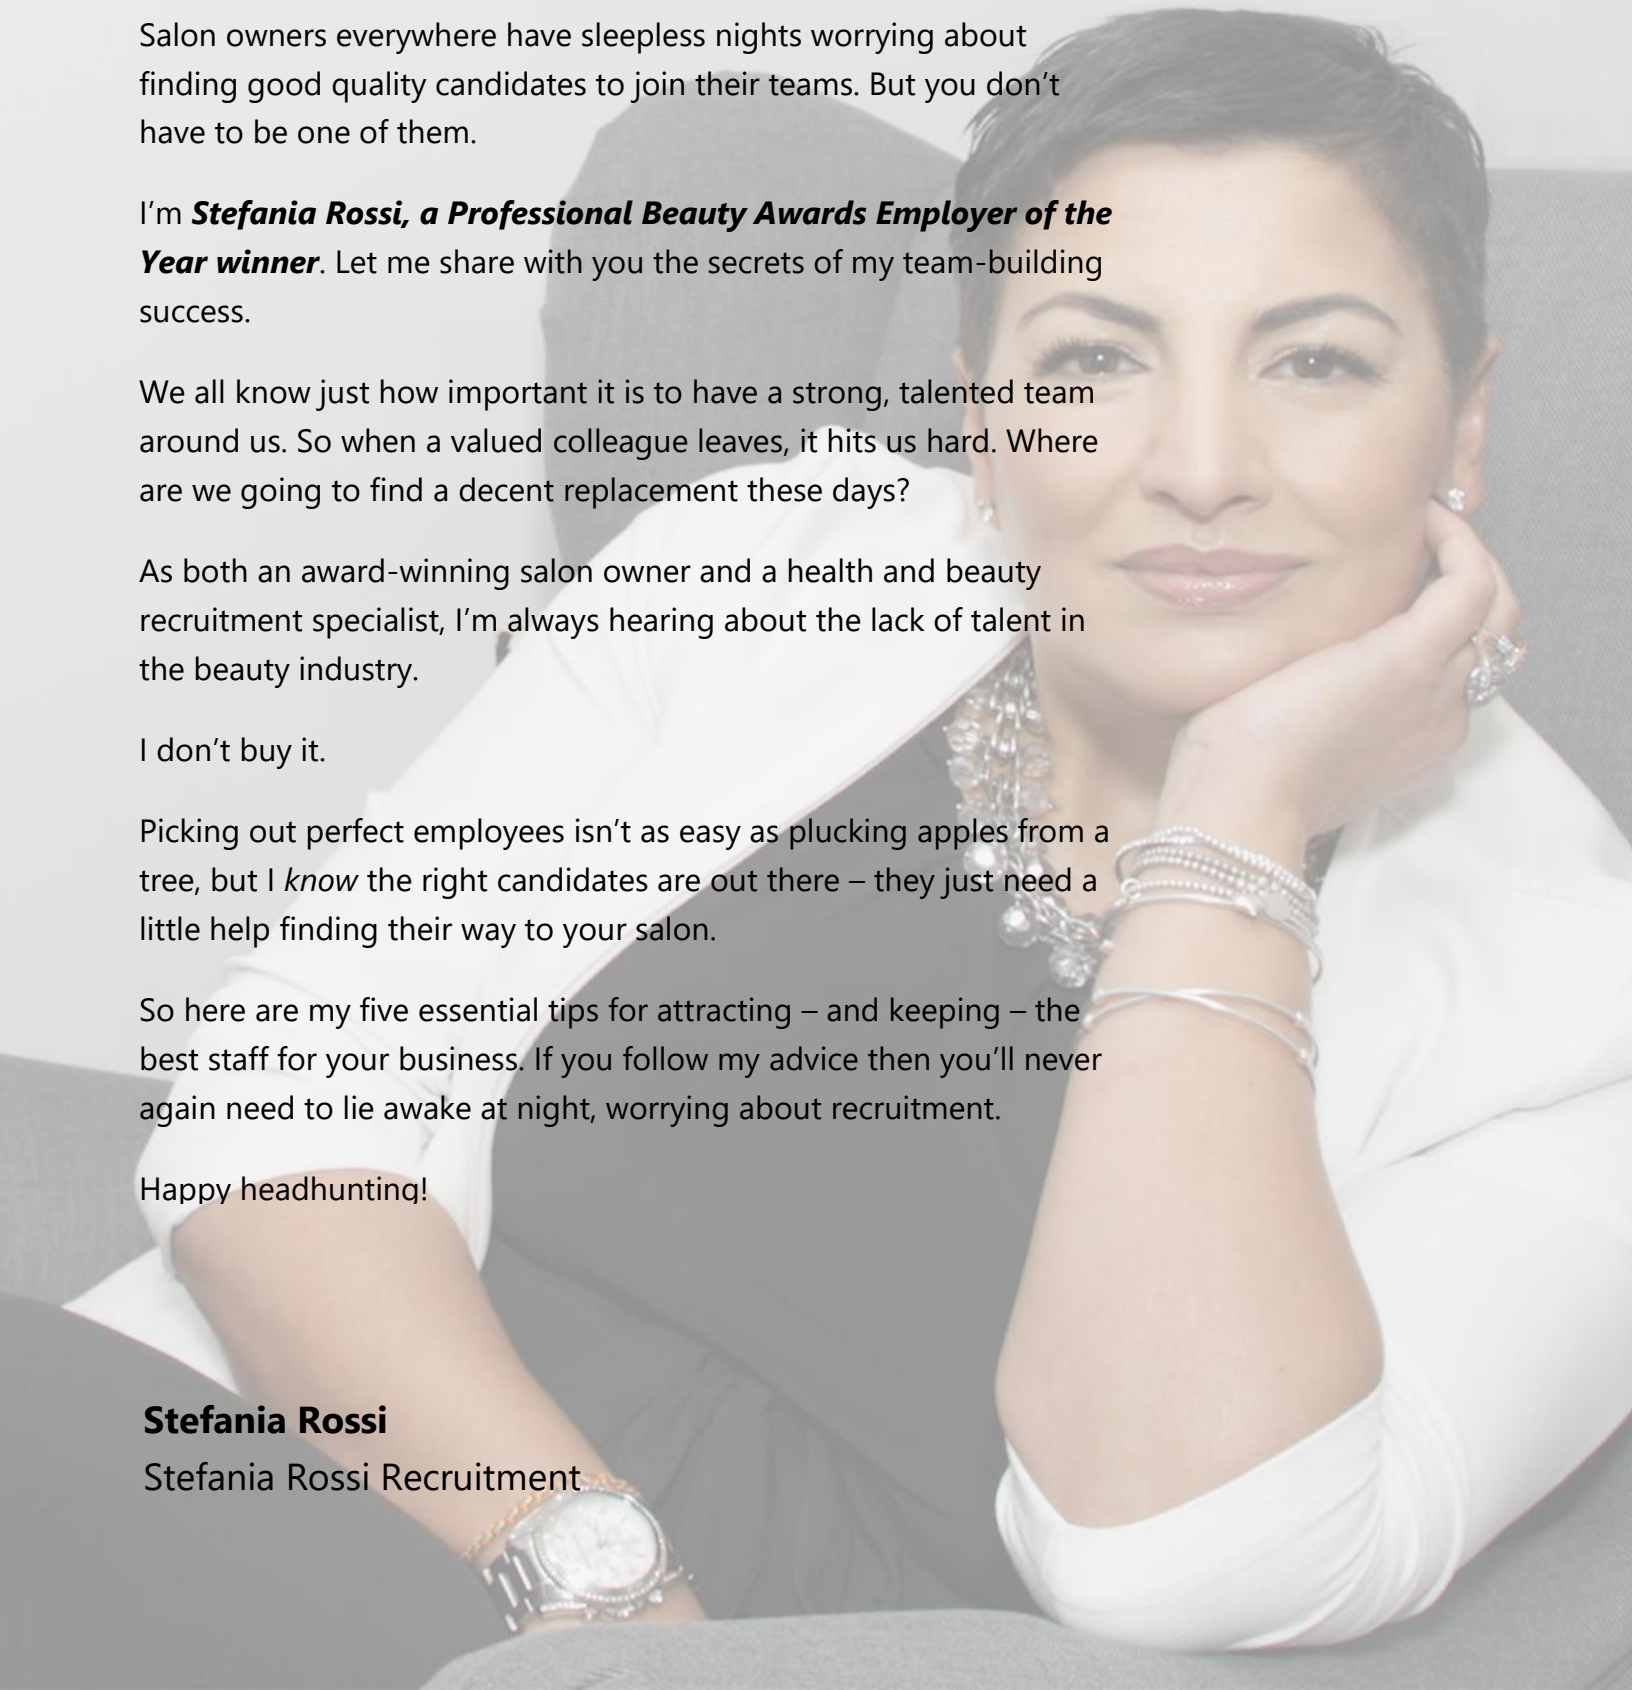 Salon owners everywhere have sleepless nights worrying about
finding good quality candidates to join their teams. But you don’t
have to be one of them.
I’m Stefania Rossi, a Professional Beauty Awards Employer of the
Year winner. Let me share with you the secrets of my team-building
success.
We all know just how important it is to have a strong, talented team
around us. So when a valued colleague leaves, it hits us hard. Where
are we going to find a decent replacement these days?
As both an award-winning salon owner and a health and beauty
recruitment specialist, I’m always hearing about the lack of talent in
the beauty industry.
I don’t buy it.
Picking out perfect employees isn’t as easy as plucking apples from a
tree, but I know the right candidates are out there – they just need a
little help finding their way to your salon.
So here are my five essential tips for attracting – and keeping – the
best staff for your business. If you follow my advice then you’ll never
again need to lie awake at night, worrying about recruitment.
Happy headhunting!
Stefania Rossi
Stefania Rossi Recruitment